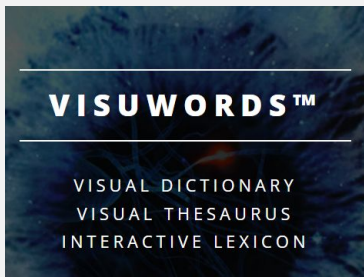 VISUWORDS™
VISUAL DICTIONARY
VISUAL THESAURUS
INTERACTIVE LEXICON